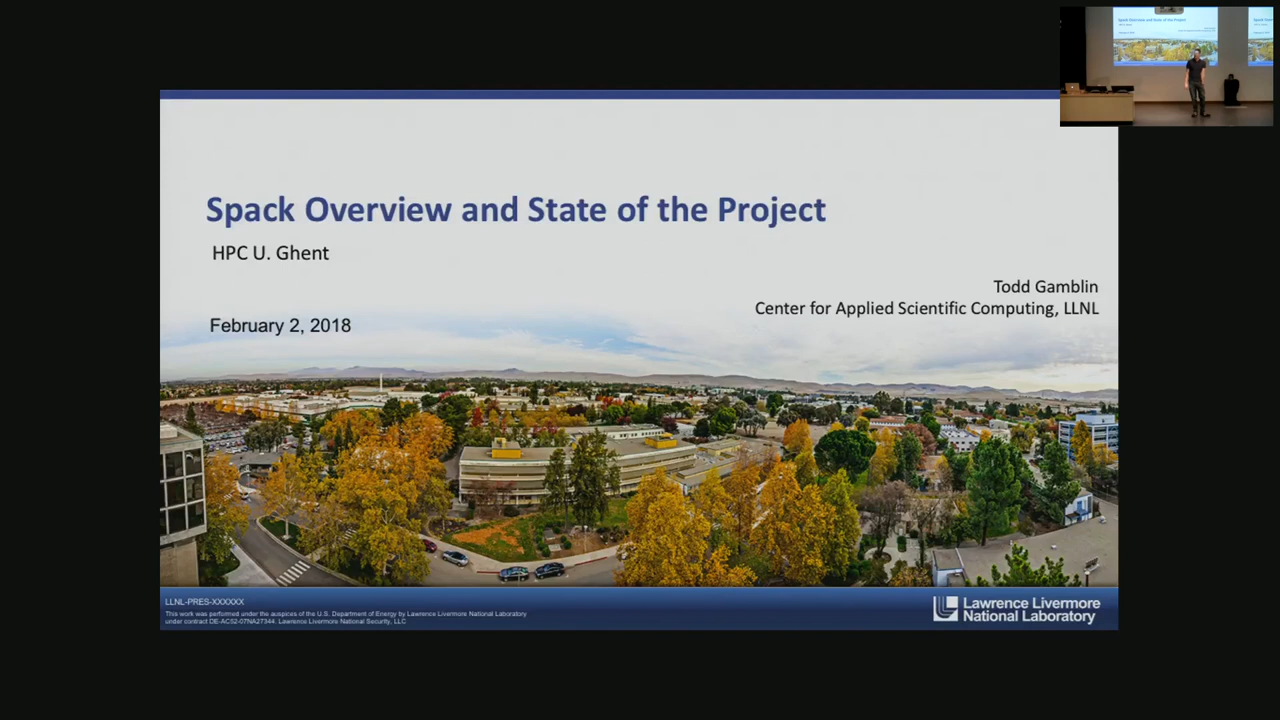 Spack Overview and State of the Project
HPC U. Ghent
Todd Gamblin
Center for Applied Scientific Computing, LLNL
February 2, 2018
LLNL-PRES-XXXXXX
This work was performed under the auspices of the U.S. Department of Energy by Lawrence Livermore National Laboratory
under contract DE-AC52-07NA27344. Lawrence Livermore National Security, LLC
Lawrence Livermore
National Laboratory